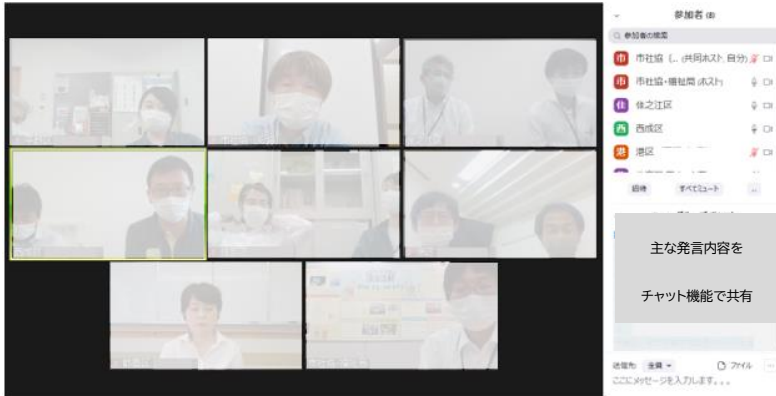 参加者 (8)
参加者の検索
市社協 (... (共同ホスト, 自分)
市社協・福祉局 (ホスト)
住之江区
西成区
港区
招待 すべてミュート ...
主な発言内容を
チャット機能で共有
送信先: 全員 ファイル ...
ここにメッセージを入力します。。。